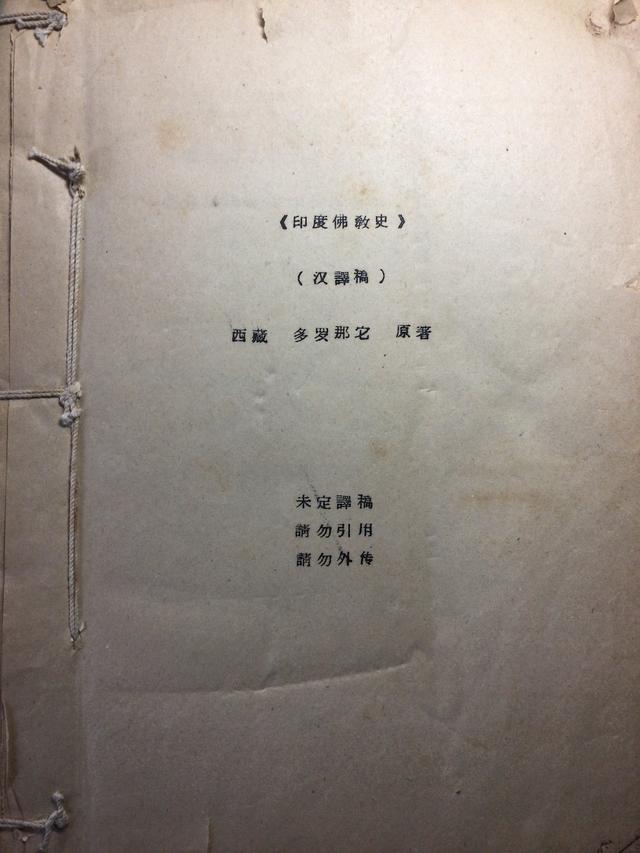 《印度佛教史》
（汉譯稿）
西藏 多罗那它 原著
未定譯稿
請勿引用
請勿外传